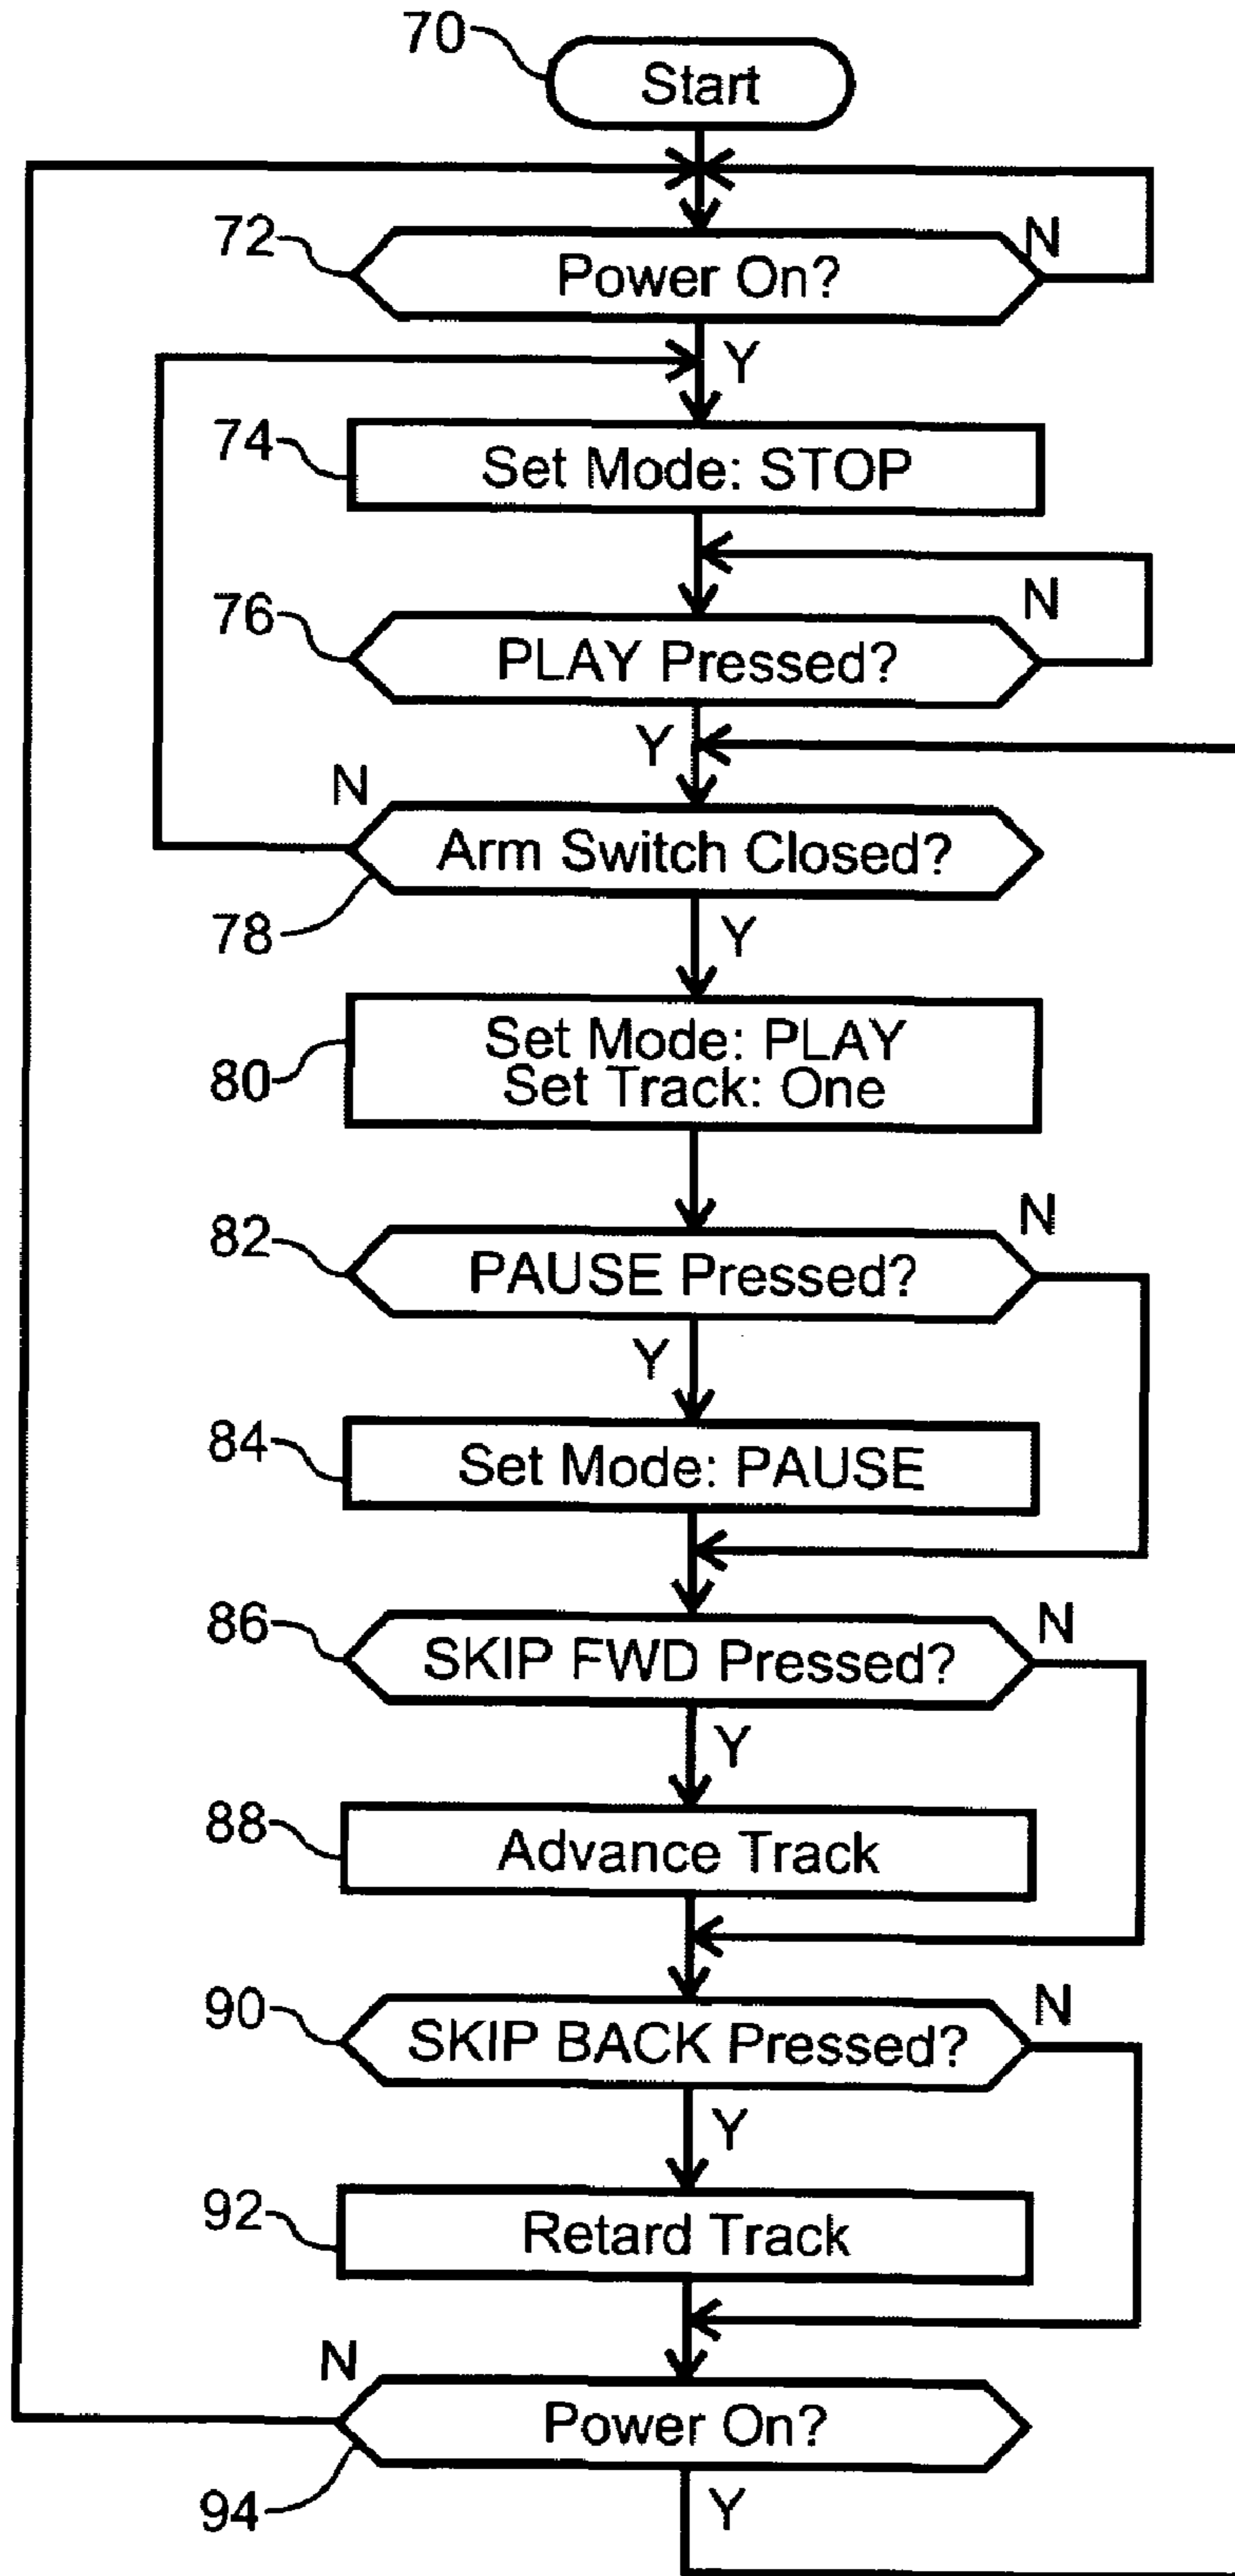 70
Start
72
Power On?
N
Y
74
Set Mode: STOP
76
PLAY Pressed?
N
Y
N
Arm Switch Closed?
78
Y
80
Set Mode: PLAY
Set Track: One
82
PAUSE Pressed?
N
Y
84
Set Mode: PAUSE
86
SKIP FWD Pressed?
N
Y
88
Advance Track
90
SKIP BACK Pressed?
N
Y
92
Retard Track
N
Power On?
94
Y